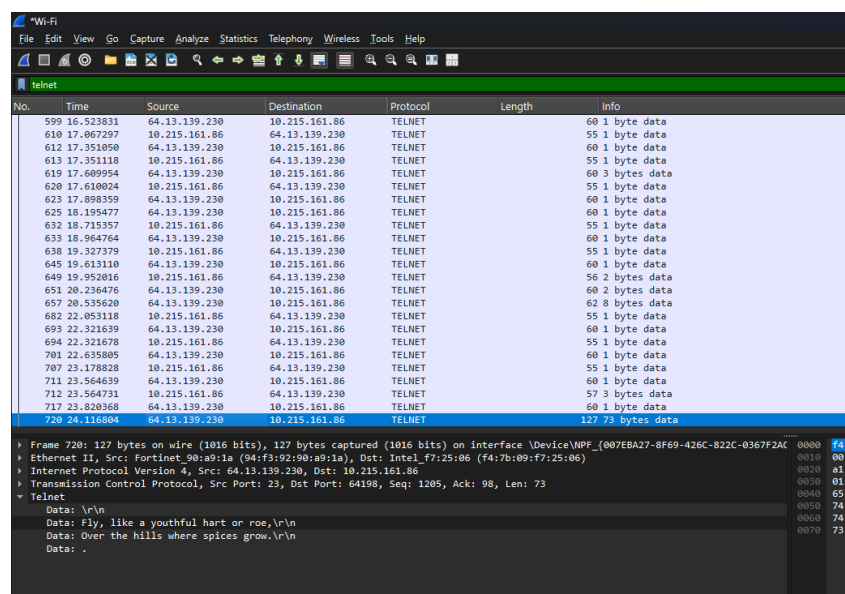 *Wi-Fi
File Edit View Go Capture Analyze Statistics Telephony Wireless Tools Help
telnet
No. Time Source Destination Protocol Length Info
599 16.523831 64.13.139.230 10.215.161.86 TELNET 60 1 byte data
610 17.067297 10.215.161.86 64.13.139.230 TELNET 55 1 byte data
612 17.351050 64.13.139.230 10.215.161.86 TELNET 60 1 byte data
613 17.351118 10.215.161.86 64.13.139.230 TELNET 55 1 byte data
619 17.609954 64.13.139.230 10.215.161.86 TELNET 60 3 bytes data
620 17.610024 10.215.161.86 64.13.139.230 TELNET 55 1 byte data
623 17.898359 64.13.139.230 10.215.161.86 TELNET 60 1 byte data
625 18.195477 64.13.139.230 10.215.161.86 TELNET 60 1 byte data
632 18.715357 10.215.161.86 64.13.139.230 TELNET 55 1 byte data
633 18.964764 64.13.139.230 10.215.161.86 TELNET 60 1 byte data
638 19.327379 10.215.161.86 64.13.139.230 TELNET 55 1 byte data
645 19.613110 64.13.139.230 10.215.161.86 TELNET 60 1 byte data
649 19.952016 10.215.161.86 64.13.139.230 TELNET 56 2 bytes data
651 20.236476 64.13.139.230 10.215.161.86 TELNET 60 2 bytes data
657 20.535620 64.13.139.230 10.215.161.86 TELNET 62 8 bytes data
682 22.053118 10.215.161.86 64.13.139.230 TELNET 55 1 byte data
693 22.321639 64.13.139.230 10.215.161.86 TELNET 60 1 byte data
694 22.321678 10.215.161.86 64.13.139.230 TELNET 55 1 byte data
701 22.635805 64.13.139.230 10.215.161.86 TELNET 60 1 byte data
707 23.178828 10.215.161.86 64.13.139.230 TELNET 55 1 byte data
711 23.564639 64.13.139.230 10.215.161.86 TELNET 60 1 byte data
712 23.564731 10.215.161.86 64.13.139.230 TELNET 57 3 bytes data
717 23.820368 64.13.139.230 10.215.161.86 TELNET 60 1 byte data
720 24.116804 64.13.139.230 10.215.161.86 TELNET 127 73 bytes data
Frame 720: 127 bytes on wire (1016 bits), 127 bytes captured (1016 bits) on interface \Device\NPF_{007EBA27-8F69-426C-822C-0367F2AC 0000 f4
Ethernet II, Src: Fortinet_90:a9:1a (94:f3:92:90:a9:1a), Dst: Intel_f7:25:06 (f4:7b:09:f7:25:06) 0010 00
Internet Protocol Version 4, Src: 64.13.139.230, Dst: 10.215.161.86 0020 a1
Transmission Control Protocol, Src Port: 23, Dst Port: 64198, Seq: 1205, Ack: 98, Len: 73 0030 01
Telnet 0040 65
Data: \r\n 0050 74
Data: Fly, like a youthful hart or roe,\r\n 0060 74
Data: Over the hills where spices grow.\r\n 0070 73
Data: .